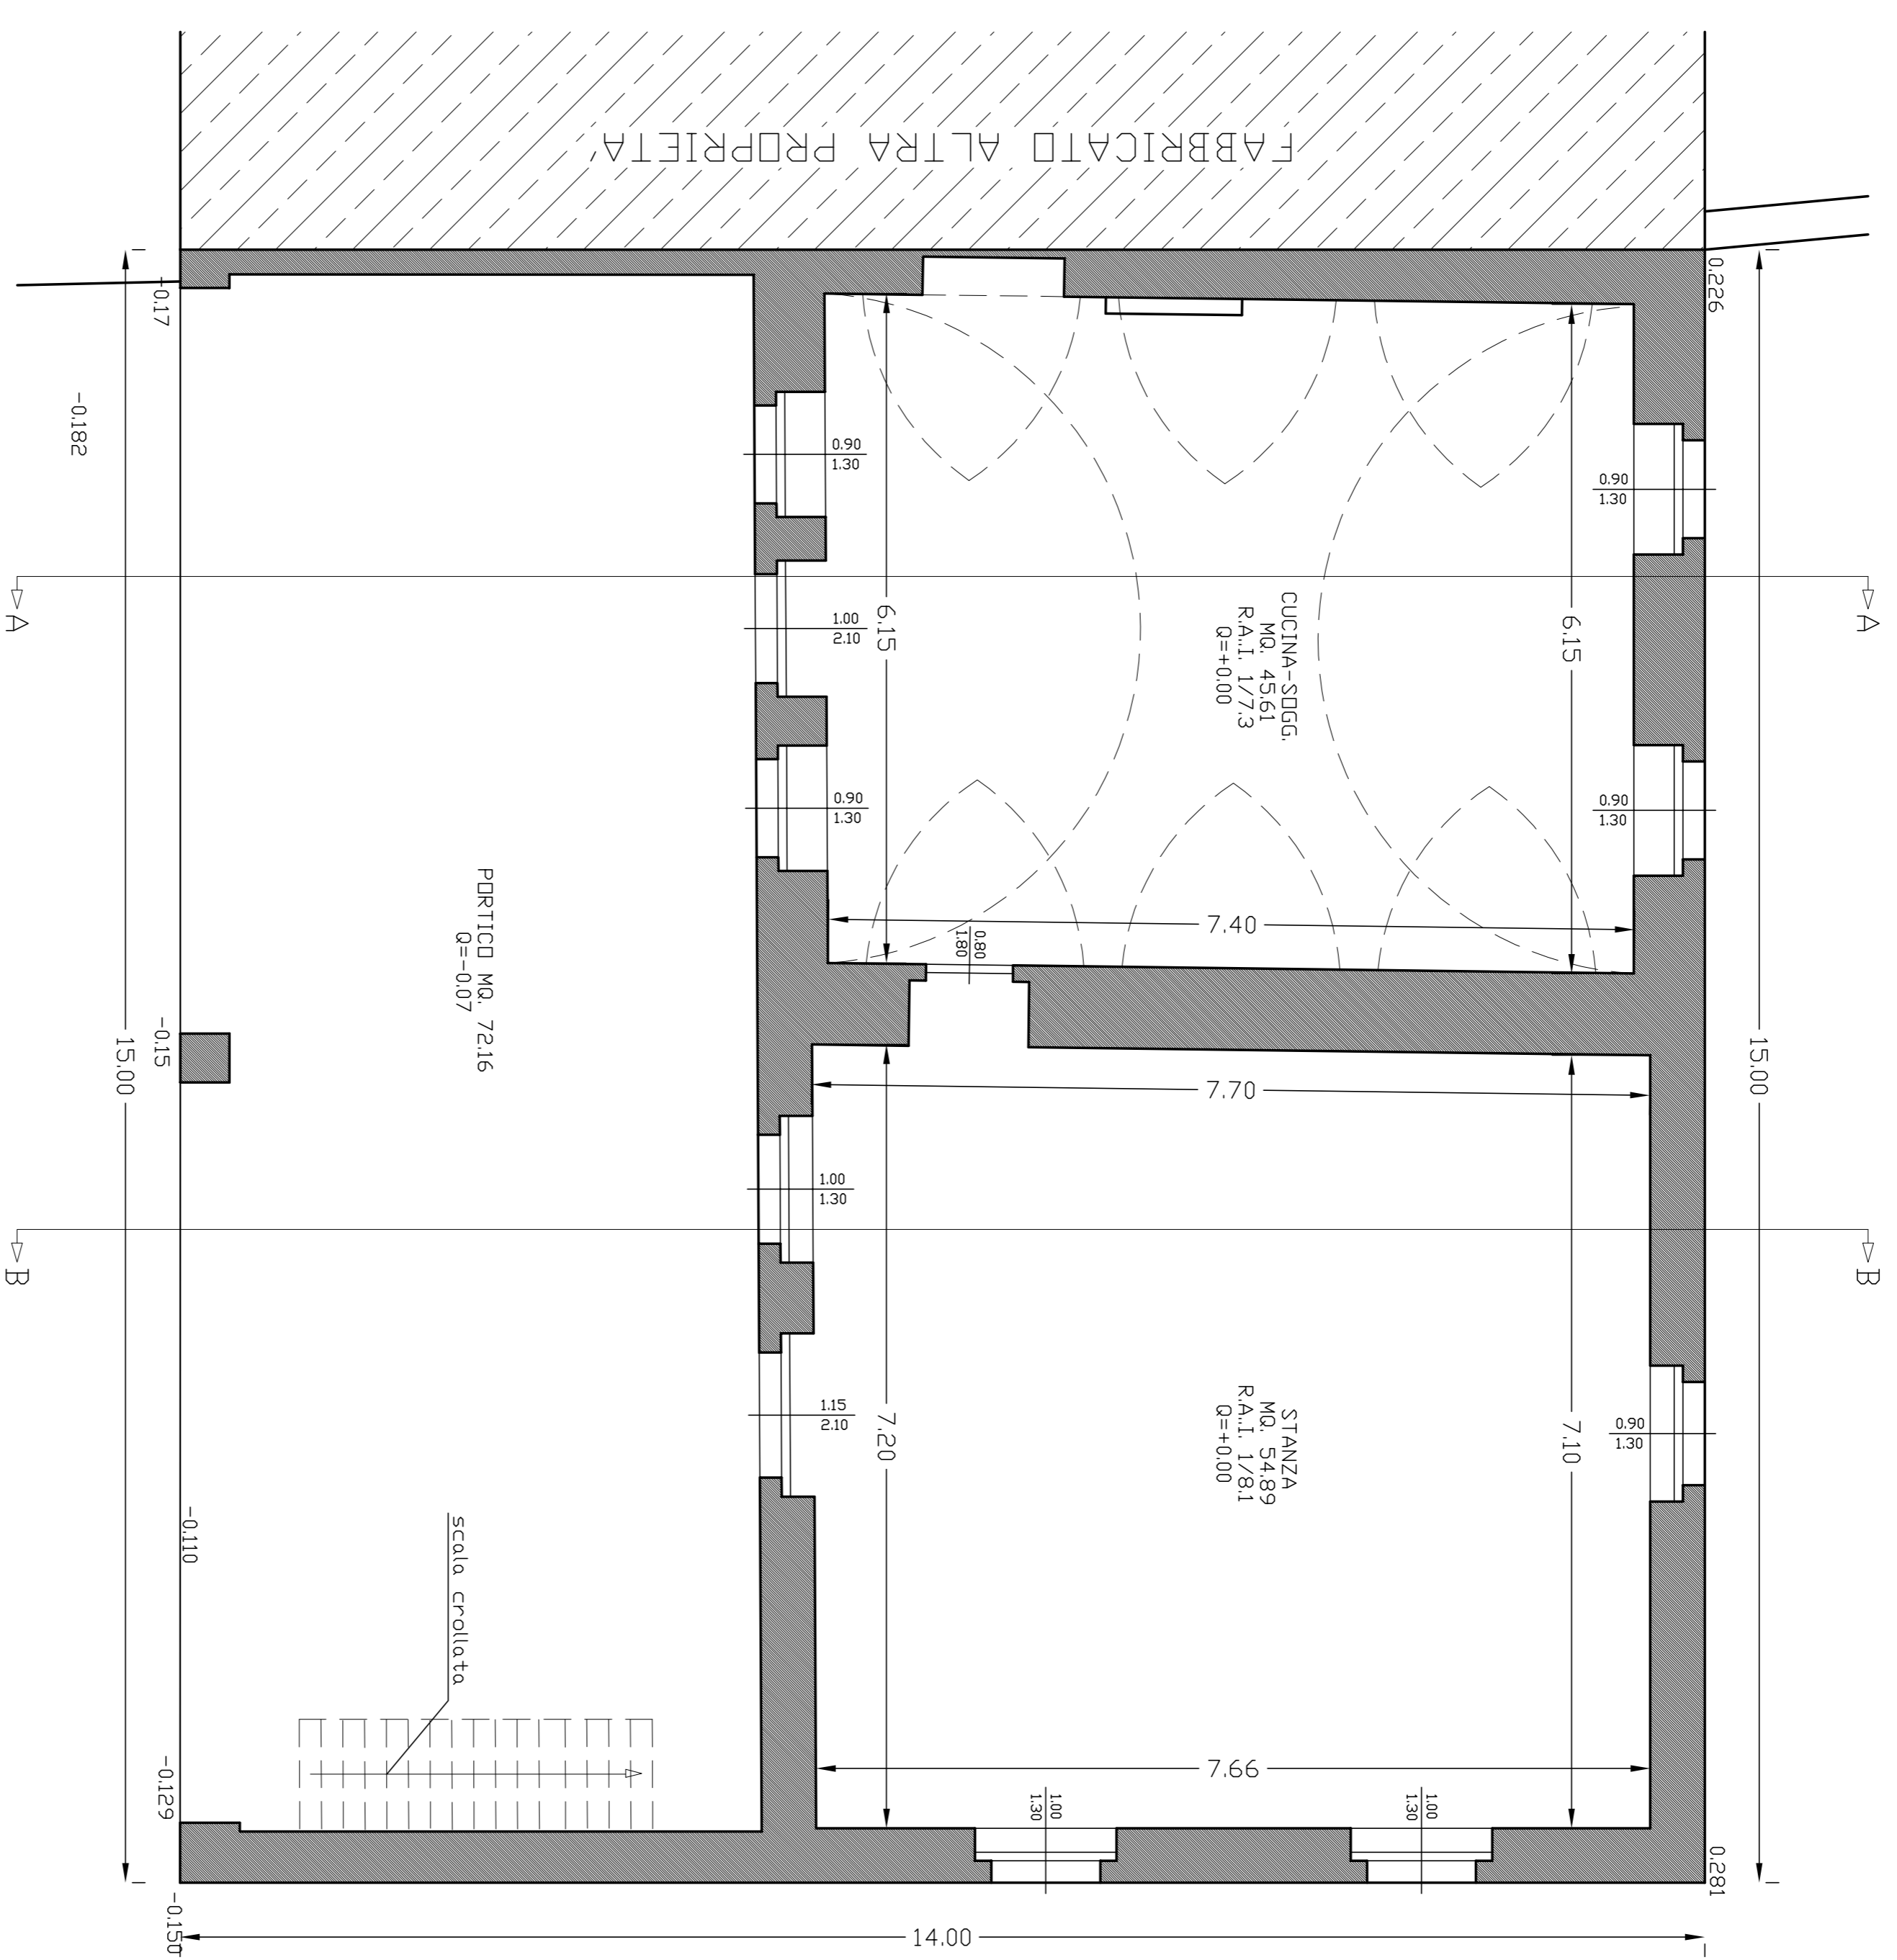 FABBRICATO ALTRA PROPRIETA'
0.226
-0.17
-0.182
15.00
15.00
14.00
A
A
B
B
CUCINA-SOGG.
MQ. 45.61
R.A.I. 1/7.3
Q=+0.00
6.15
6.15
7.40
0.90
1.30
0.90
1.30
0.90
1.30
1.00
2.10
0.90
1.30
0.80
1.80
STANZA
MQ. 54.89
R.A.I. 1/8.1
Q=+0.00
7.70
7.10
7.20
7.66
0.90
1.30
1.00
1.30
1.15
2.10
1.00
1.30
1.00
1.30
PORTICO MQ. 72.16
Q=-0.07
scala crollata
-0.15
-0.110
-0.129
-0.150
0.281